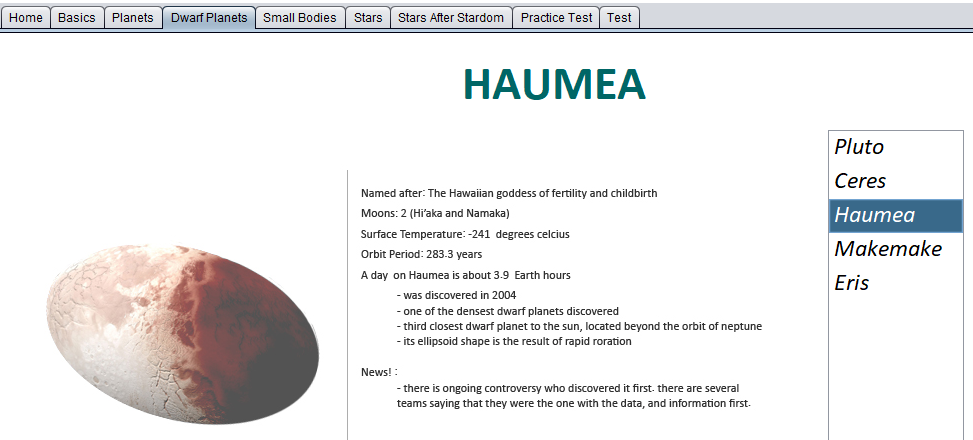 Home Basics Planets Dwarf Planets Small Bodies Stars Stars After Stardom Practice Test Test
HAUMEA
Named after: The Hawaiian goddess of fertility and childbirth
Moons: 2 (Hi’aka and Namaka)
Surface Temperature: -241 degrees celcius
Orbit Period: 283.3 years
A day on Haumea is about 3.9 Earth hours
- was discovered in 2004
- one of the densest dwarf planets discovered
- third closest dwarf planet to the sun, located beyond the orbit of neptune
- its ellipsoid shape is the result of rapid roration
News! :
- there is ongoing controversy who discovered it first. there are several
teams saying that they were the one with the data, and information first.
Pluto
Ceres
Haumea
Makemake
Eris